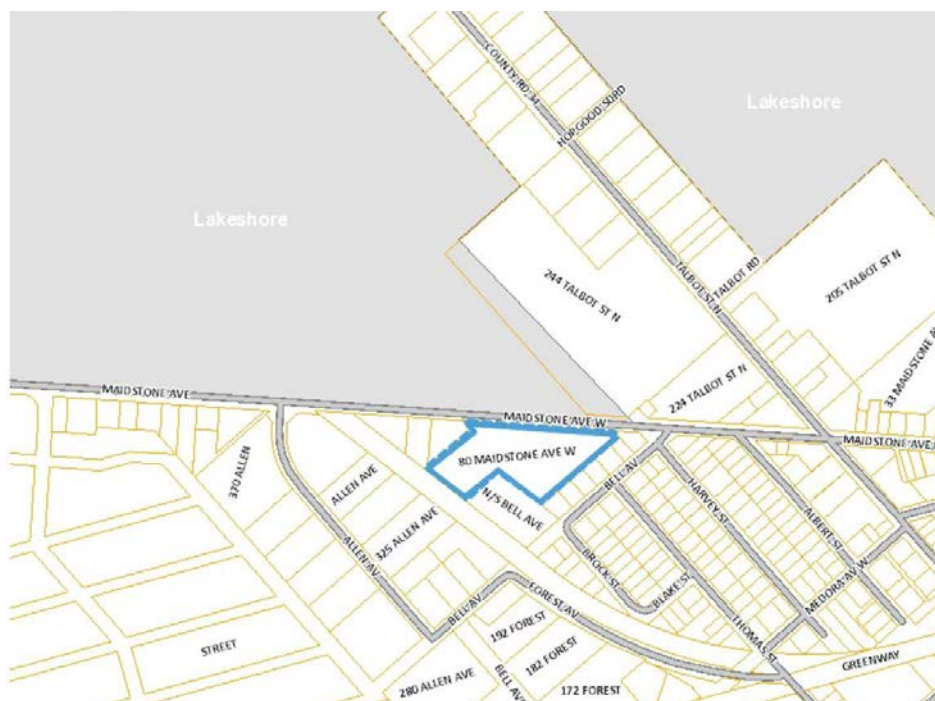 COUNTY RD 34
HOPGOOD SDRD
Lakeshore
Lakeshore
TALBOT ST N
TALBOT RD
244 TALBOT ST N
205 TALBOT ST N
224 TALBOT ST N
33 MAIDSTONE AV
MAIDSTONE AVE
MAIDSTONE AVE W
MAIDSTONE AVE
80 MAIDSTONE AVE W
370 ALLEN
ALLEN AVE
325 ALLEN AVE
ALLEN AV
N/S BELL AVE
BELL AV
HARVEY ST
ALBERT ST
BROCK ST
BLAKE ST
MEDORA AV W
THOMAS ST
BELL AV
FOREST AV
192 FOREST
182 FOREST
172 FOREST
GREENWAY
STREET
280 ALLEN AVE
BELL AVE